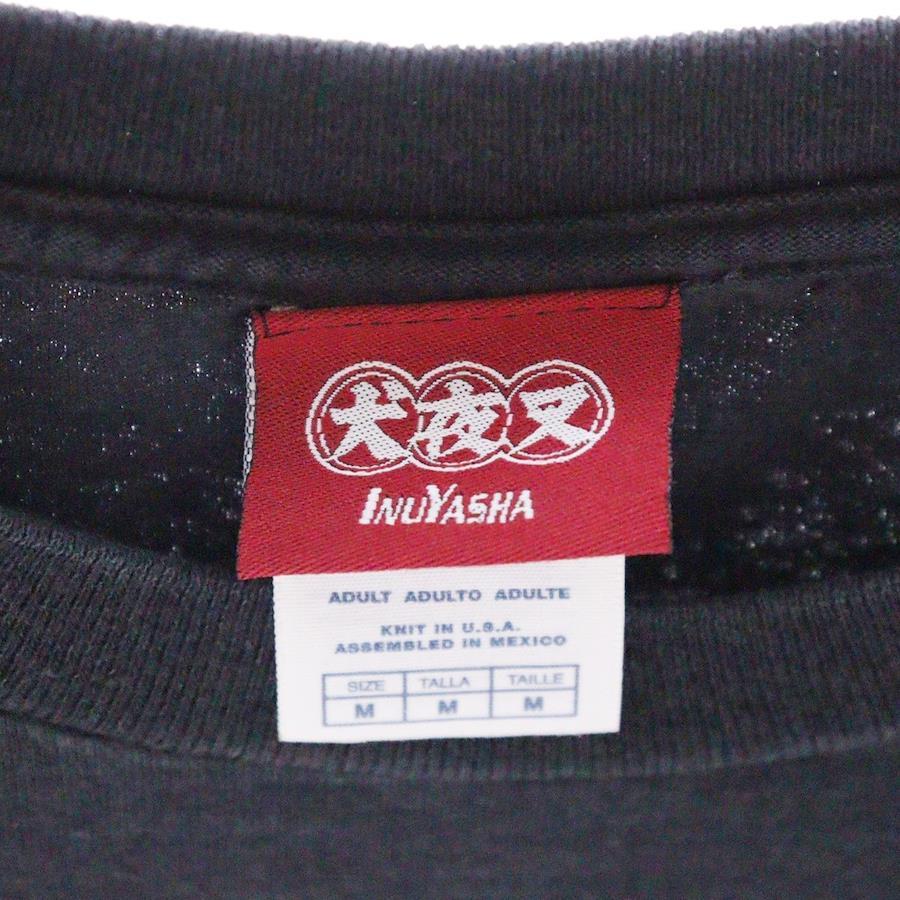 犬夜叉
INUYASHA
ADULT ADULTO ADULTE
KNIT IN U.S.A.
ASSEMBLED IN MEXICO
SIZE TALLA TAILLE
M M M